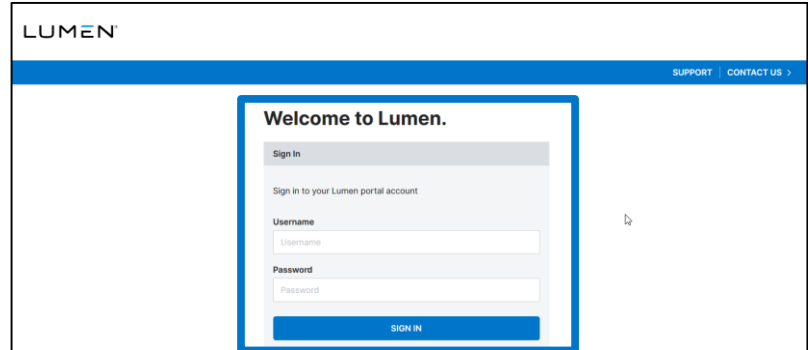 LUMEN
SUPPORT CONTACT US >
Welcome to Lumen.
Sign In
Sign in to your Lumen portal account
Username
Username
Password
Password
SIGN IN